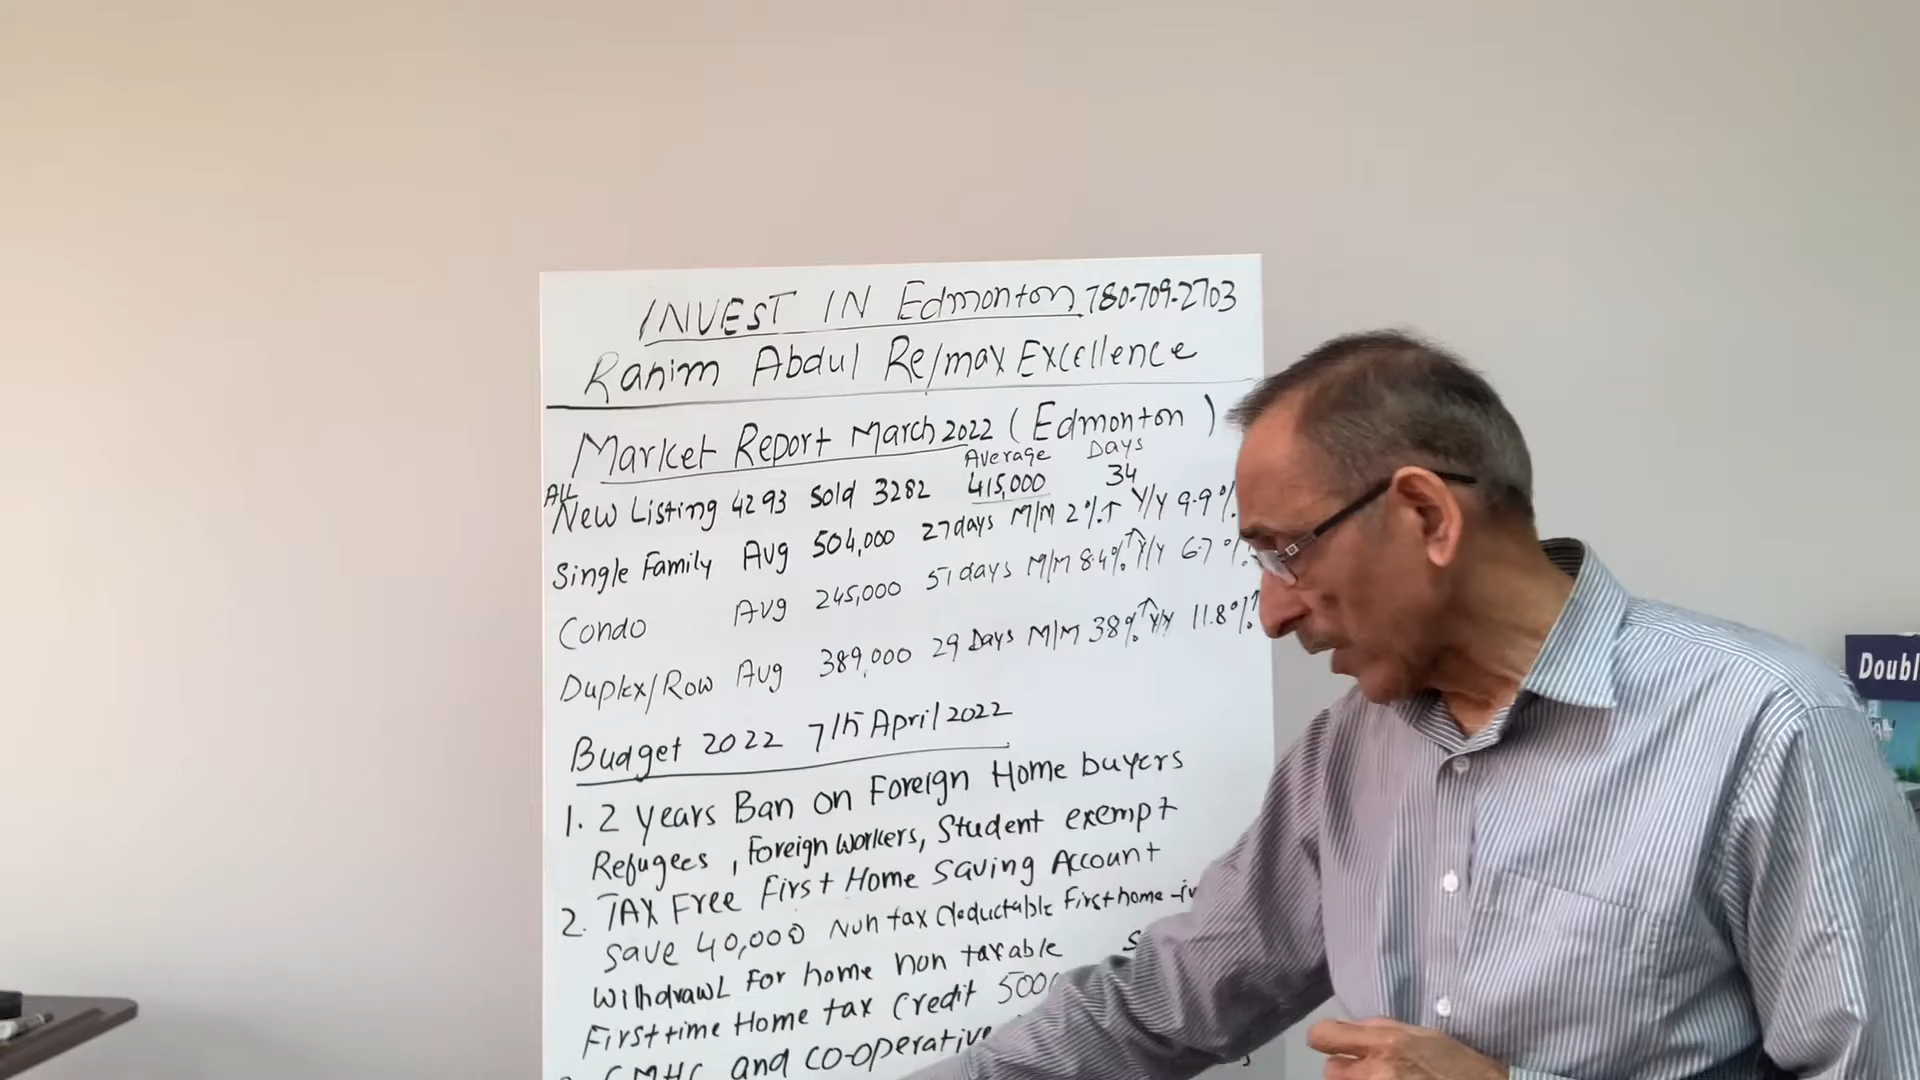 INVEST IN Edmonton 780-709-2703
Rahim Abdul Re/max Excellence
Market Report March 2022 (Edmonton)
Average Days
All New Listing 4293 Sold 3282 415,000 34
Single Family Avg 504,000 27 days M/M 2%↑ Y/Y 9.9%
Condo Avg 245,000 51 days M/M 8.4%↑ Y/Y 6.7%
Duplex/Row Avg 389,000 29 Days M/M 38%↑ Y/Y 11.8%↑
Budget 2022 7th April 2022
1. 2 years Ban on Foreign Home buyers
Refugees, Foreign workers, Student exempt
2. TAX Free First Home Saving Account
Save 40,000 Nun tax deductable First home
Withdrawl for home non taxable
First time Home tax Credit
CMHC and co-operative
Doubl